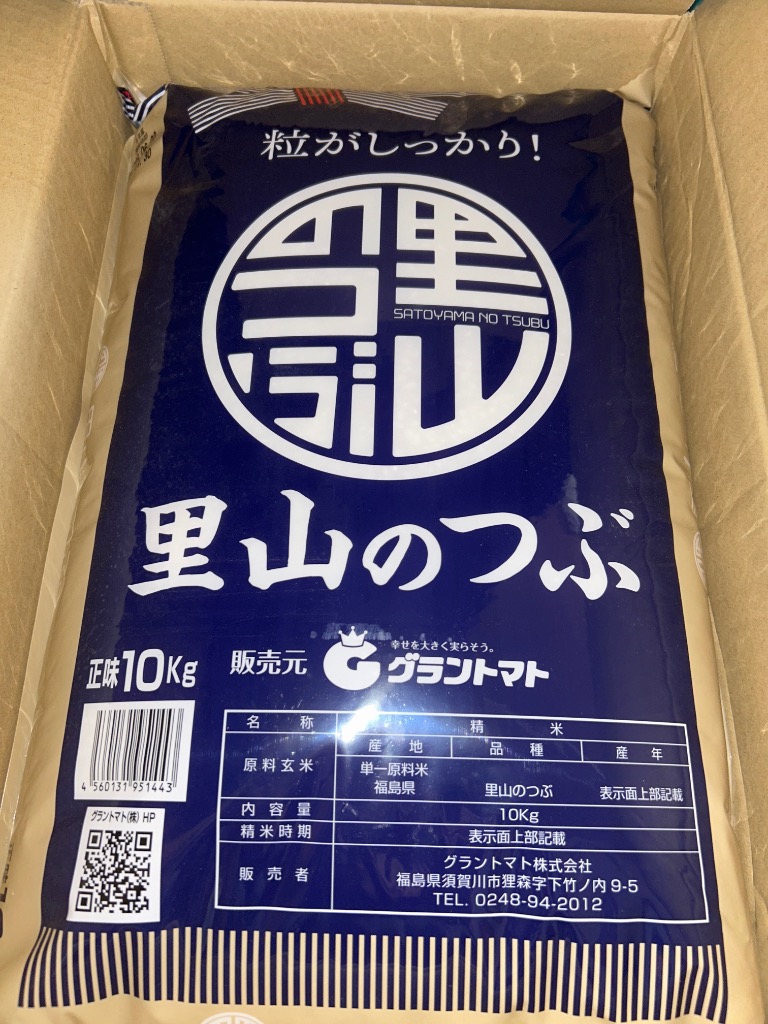 粒がしっかり!
里山
のつぶ
SATOYAMA NO TSUBU
里山のつぶ
正味10Kg
販売元
幸せを大きく実らそう。
グラントマト
4 560131 951443
グラントマト(株) HP
名称 精米
原料玄米 産地 品種 産年
単一原料米
福島県 里山のつぶ 表示面上部記載
内容量 10Kg
精米時期 表示面上部記載
販売者 グラントマト株式会社
福島県須賀川市狸森字下竹ノ内9-5
TEL. 0248-94-2012